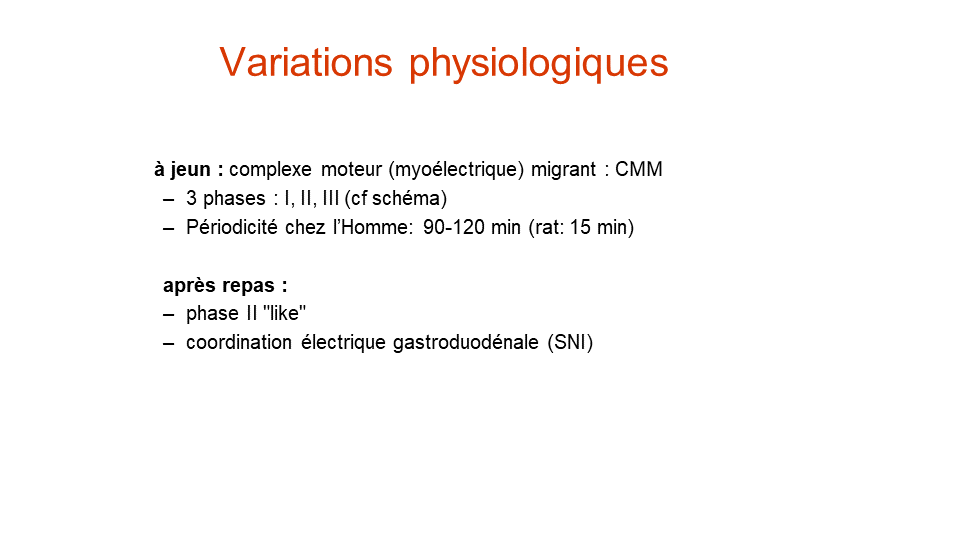 Variations physiologiques
à jeun : complexe moteur (myoélectrique) migrant : CMM
– 3 phases : I, II, III (cf schéma)
– Périodicité chez l’Homme: 90-120 min (rat: 15 min)
après repas :
– phase II "like"
– coordination électrique gastroduodénale (SNI)